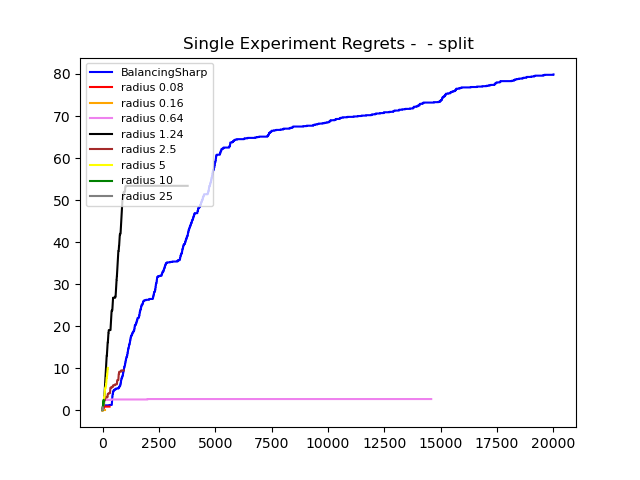 Single Experiment Regrets -  - split
80
70
60
50
40
30
20
10
0
BalancingSharp
radius 0.08
radius 0.16
radius 0.64
radius 1.24
radius 2.5
radius 5
radius 10
radius 25
0 2500 5000 7500 10000 12500 15000 17500 20000